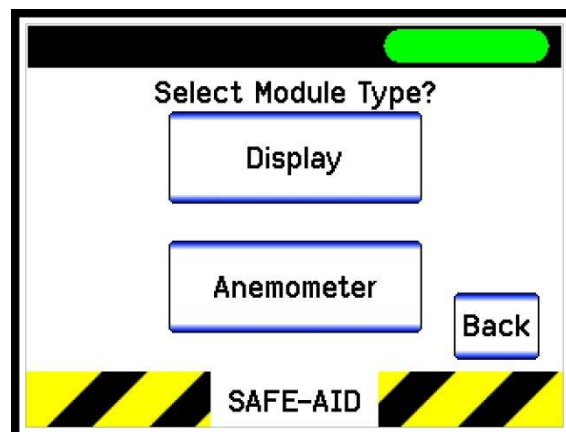 Select Module Type?
Display
Anemometer
Back
SAFE-AID